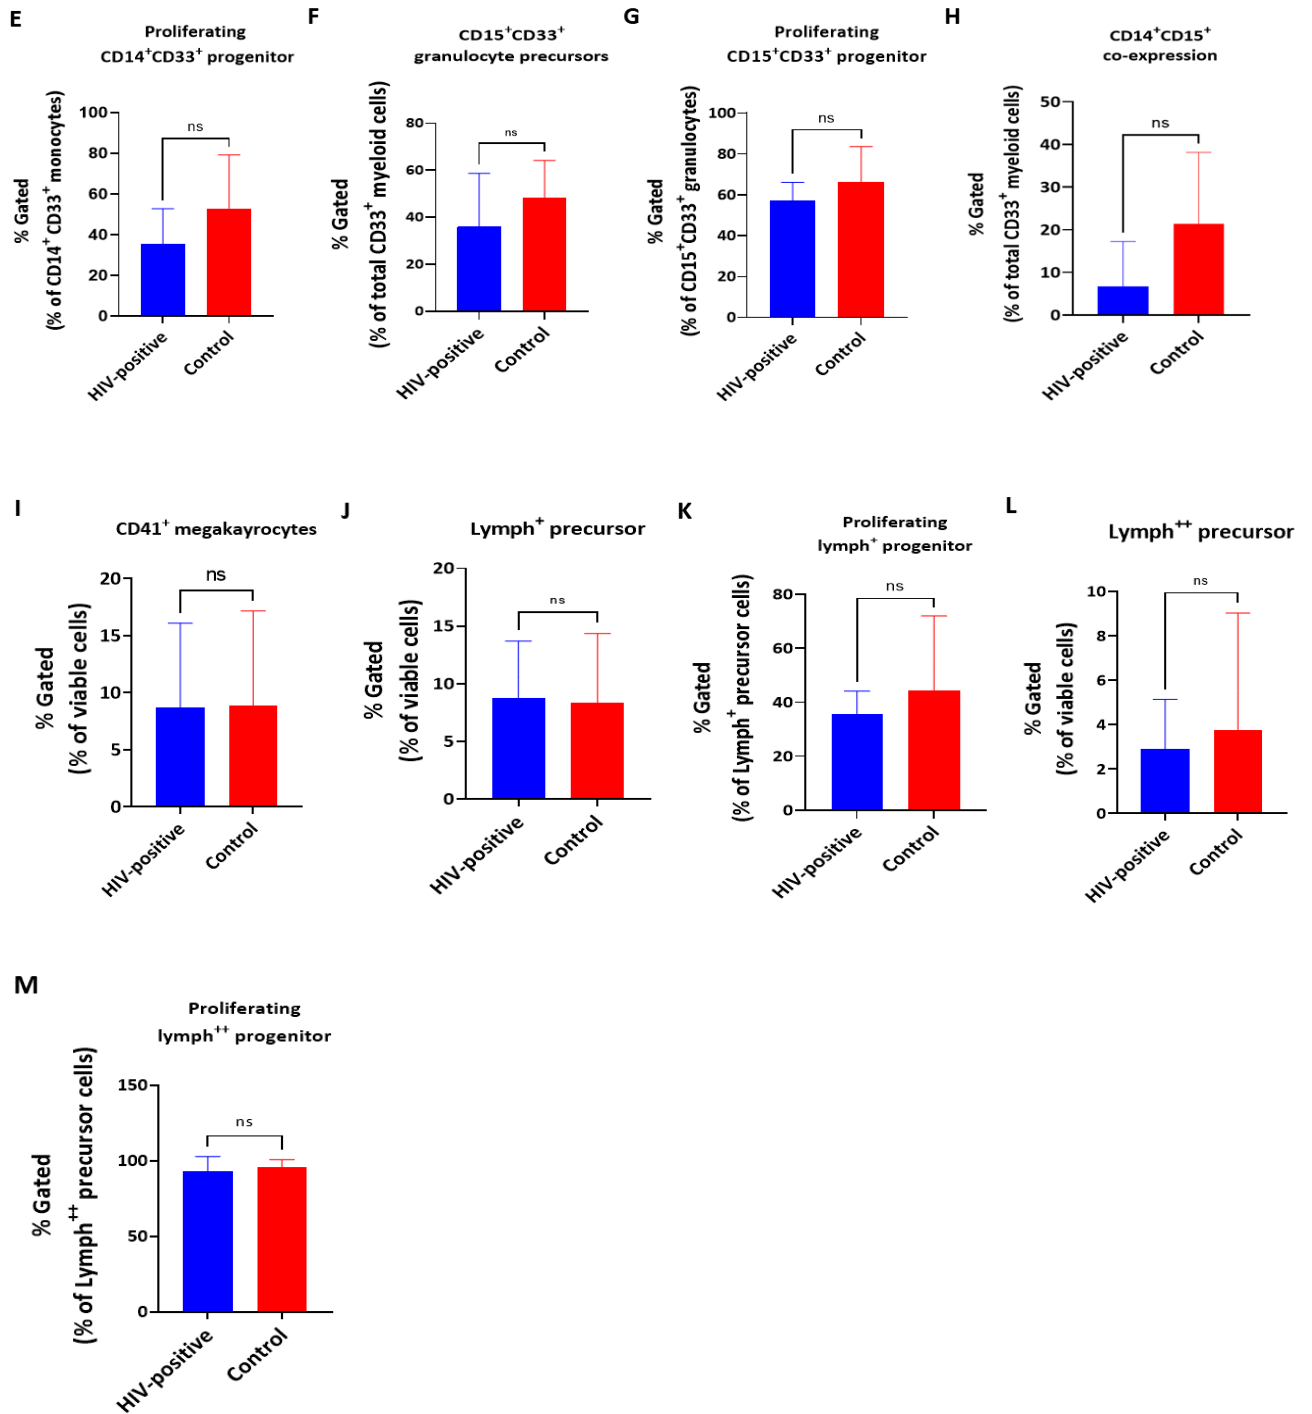 E
Proliferating
CD14⁺CD33⁺ progenitor
% Gated
(% of CD14⁺ CD33⁺ monocytes)
100
80
60
40
20
0
ns
HIV-positive
Control
F
CD15⁺CD33⁺
granulocyte precursors
% Gated
(% of total CD33⁺ myeloid cells)
80
60
40
20
0
ns
HIV-positive
Control
G
Proliferating
CD15⁺CD33⁺ progenitor
% Gated
(% of CD15⁺CD33⁺ granulocytes)
100
80
60
40
20
0
ns
HIV-positive
Control
H
CD14⁺CD15⁺
co-expression
% Gated
(% of total CD33⁺ myeloid cells)
50
40
30
20
10
0
ns
HIV-positive
Control
I
CD41⁺ megakayrocytes
% Gated
(% of viable cells)
20
15
10
5
0
ns
HIV-positive
Control
J
Lymph⁺ precursor
% Gated
(% of viable cells)
20
15
10
5
0
ns
HIV-positive
Control
K
Proliferating
lymph⁺ progenitor
% Gated
(% of Lymph⁺ precursor cells)
80
60
40
20
0
ns
HIV-positive
Control
L
Lymph⁺⁺ precursor
% Gated
(% of viable cells)
10
8
6
4
2
0
ns
HIV-positive
Control
M
Proliferating
lymph⁺⁺ progenitor
% Gated
(% of Lymph⁺⁺ precursor cells)
150
100
50
0
ns
HIV-positive
Control